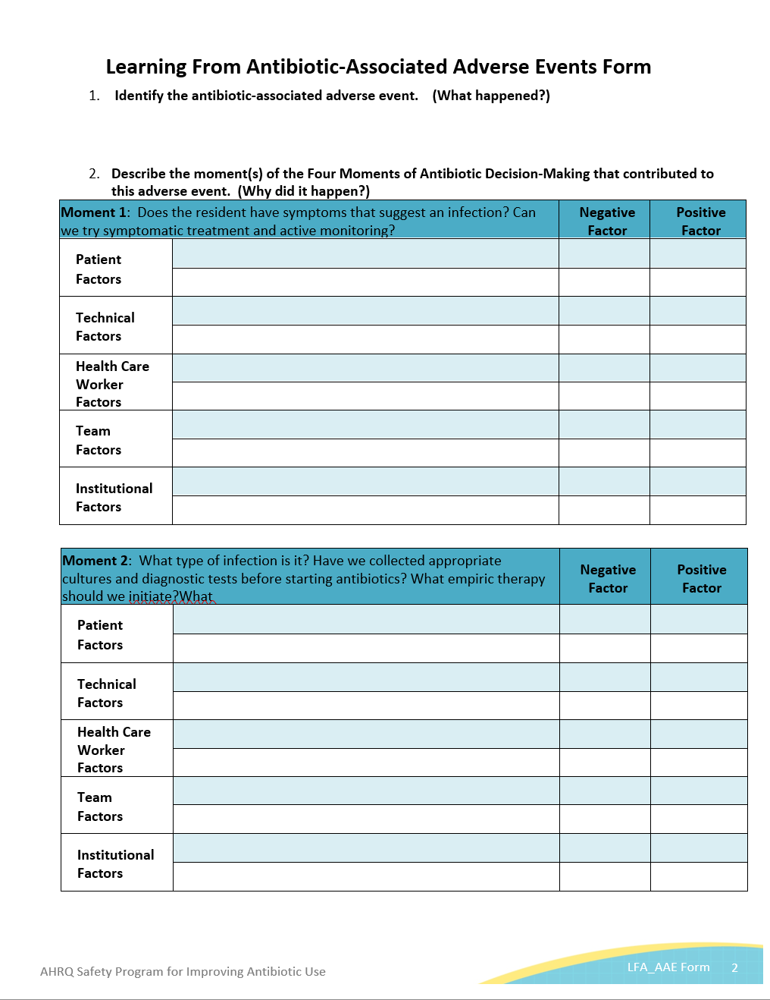 Learning From Antibiotic-Associated Adverse Events Form
1. Identify the antibiotic-associated adverse event. (What happened?)
2. Describe the moment(s) of the Four Moments of Antibiotic Decision-Making that contributed to
this adverse event. (Why did it happen?)
Moment 1: Does the resident have symptoms that suggest an infection? Can
we try symptomatic treatment and active monitoring?
Negative
Factor
Positive
Factor
Patient
Factors
Technical
Factors
Health Care
Worker
Factors
Team
Factors
Institutional
Factors
Moment 2: What type of infection is it? Have we collected appropriate
cultures and diagnostic tests before starting antibiotics? What empiric therapy
should we initiate?What
Negative
Factor
Positive
Factor
Patient
Factors
Technical
Factors
Health Care
Worker
Factors
Team
Factors
Institutional
Factors
AHRQ Safety Program for Improving Antibiotic Use
LFA_AAE Form 2